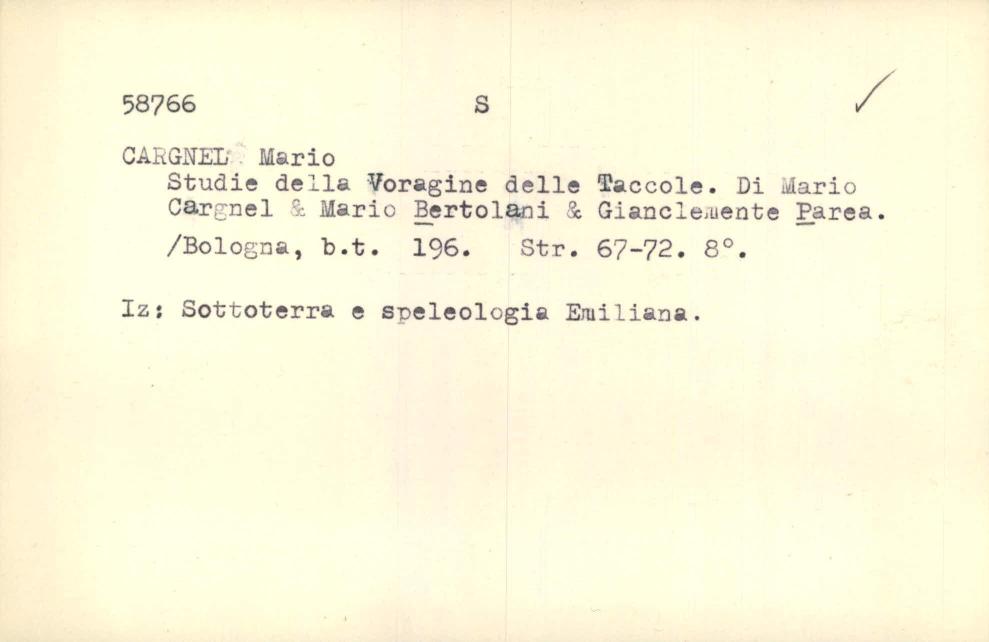 58766 S
CARGNEL Mario
Studie della Voragine delle Taccole. Di Mario
Cargnel & Mario Bertolani & Gianclemente Parea.
/Bologna, b.t. 196. Str. 67-72. 8°.
Iz: Sottoterra e speleologia Emiliana.